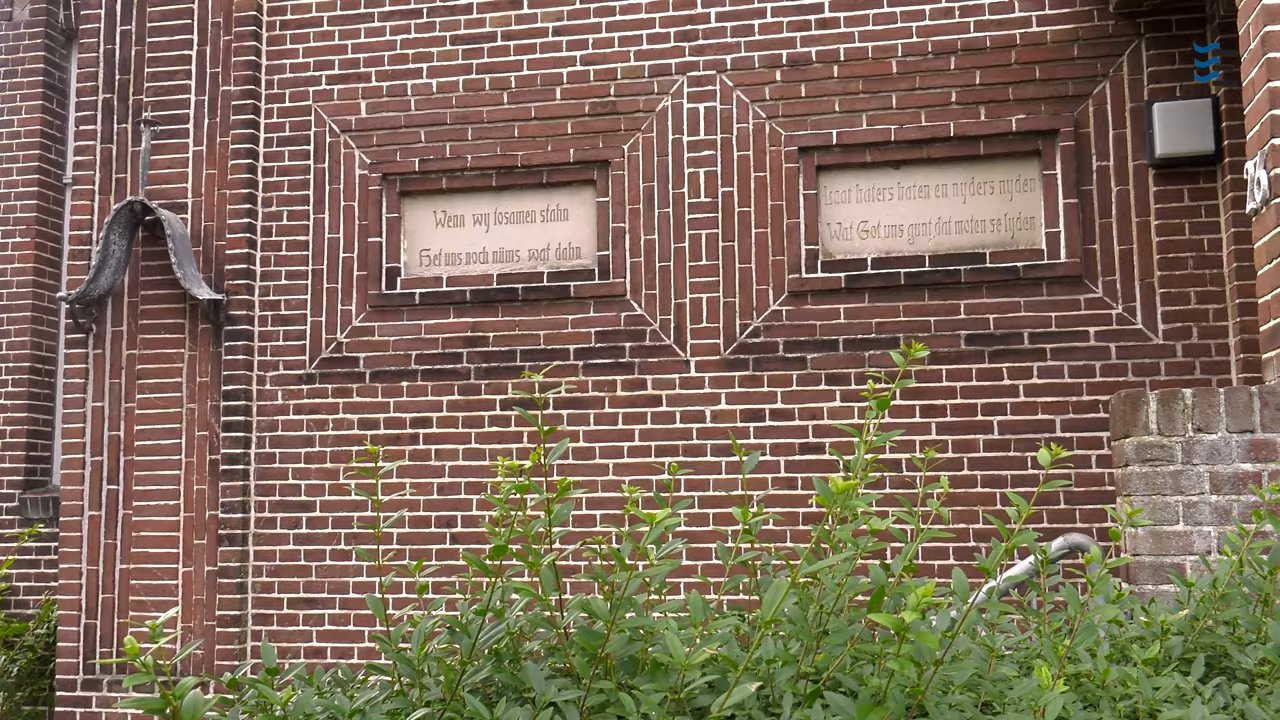 Wenn wy tosamen stahn
Het uns noch nüms wat dahn
Laat haters haten en nyders nyden
Wat Got uns gunt dat moten se lyden